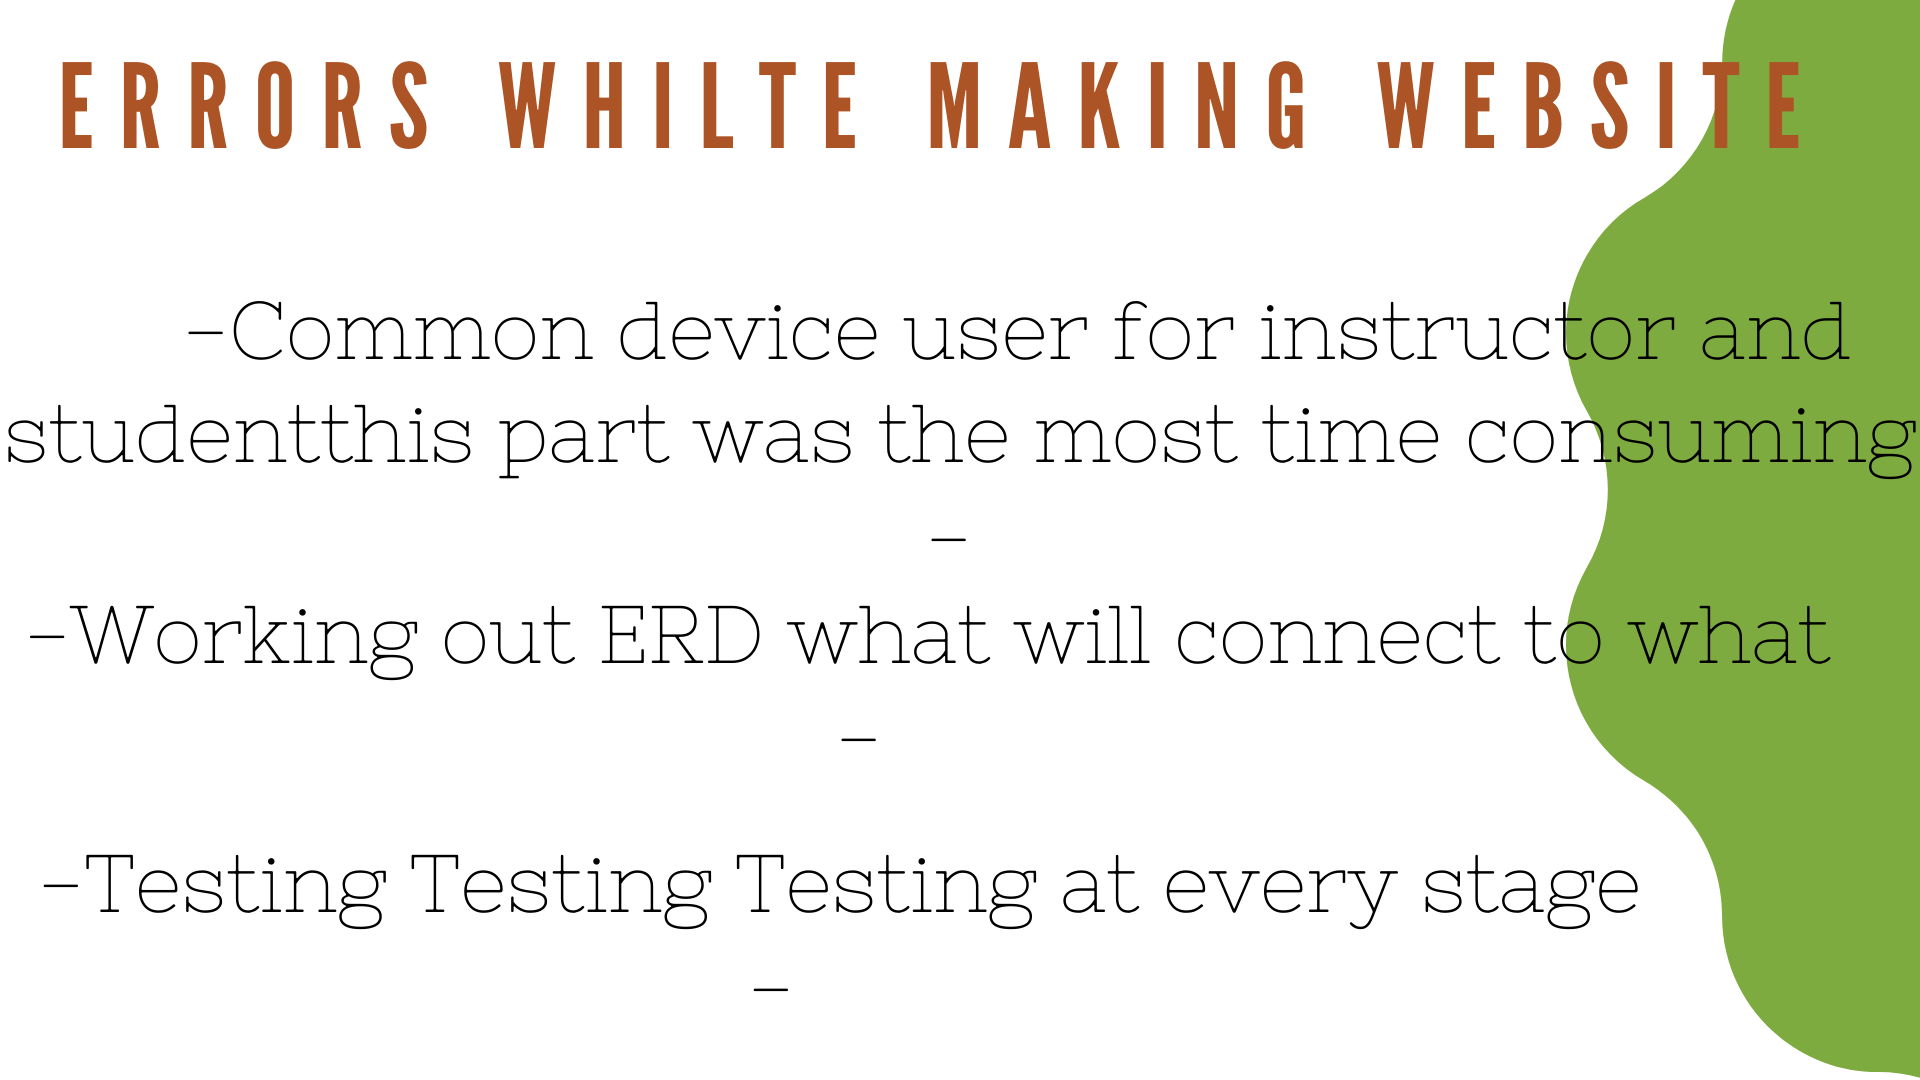 ERRORS WHILTE MAKING WEBSITE
-Common device user for instructor and
studentthis part was the most time consuming
-
-Working out ERD what will connect to what
-
-Testing Testing Testing at every stage
-